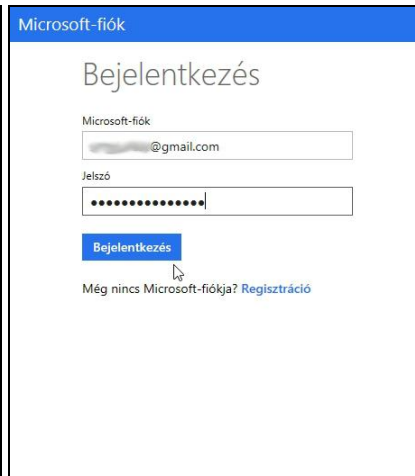 Microsoft-fiók
Bejelentkezés
Microsoft-fiók
@gmail.com
Jelszó
Bejelentkezés
Még nincs Microsoft-fiókja? Regisztráció